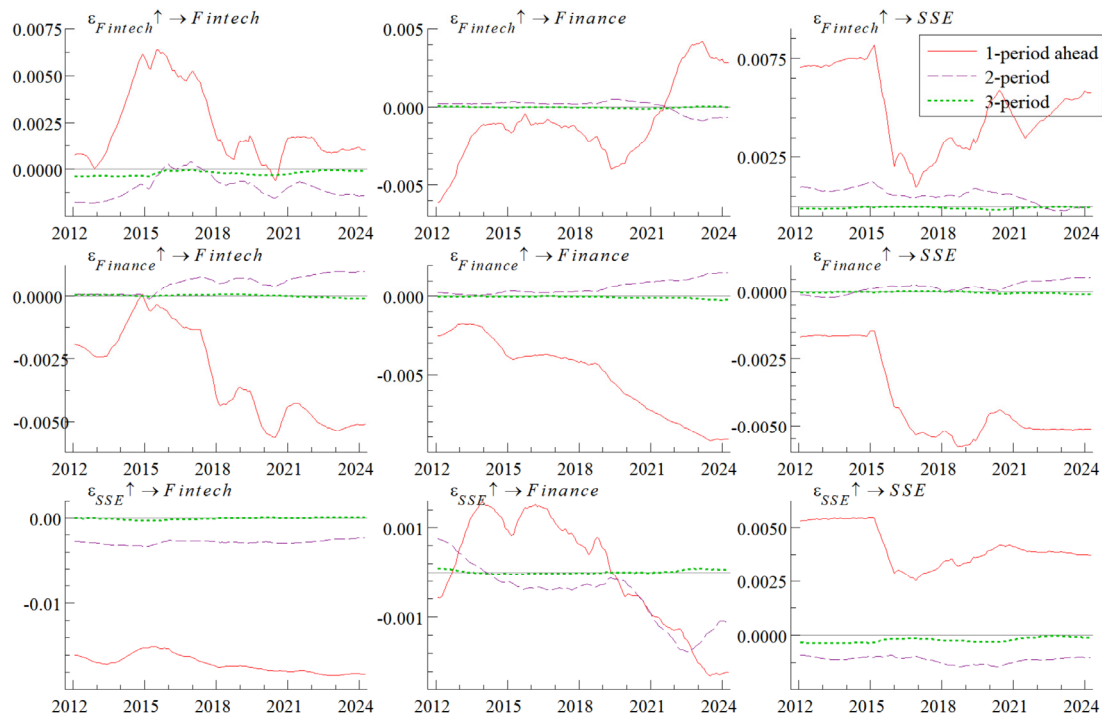 ε_Fintech ↑ → Fintech
0.0075
0.0050
0.0025
0.0000
2012 2015 2018 2021 2024
ε_Fintech ↑ → Finance
0.005
0.000
-0.005
2012 2015 2018 2021 2024
ε_Fintech ↑ → SSE
0.0075
0.0025
2012 2015 2018 2021 2024
1-period ahead
2-period
3-period
ε_Finance ↑ → Fintech
0.0000
-0.0025
-0.0050
2012 2015 2018 2021 2024
ε_Finance ↑ → Finance
0.000
-0.005
2012 2015 2018 2021 2024
ε_Finance ↑ → SSE
0.0000
-0.0025
-0.0050
2012 2015 2018 2021 2024
ε_SSE ↑ → Fintech
0.00
-0.01
2012 2015 2018 2021 2024
ε_SSE ↑ → Finance
0.001
-0.001
2012 2015 2018 2021 2024
ε_SSE ↑ → SSE
0.0050
0.0025
0.0000
2012 2015 2018 2021 2024